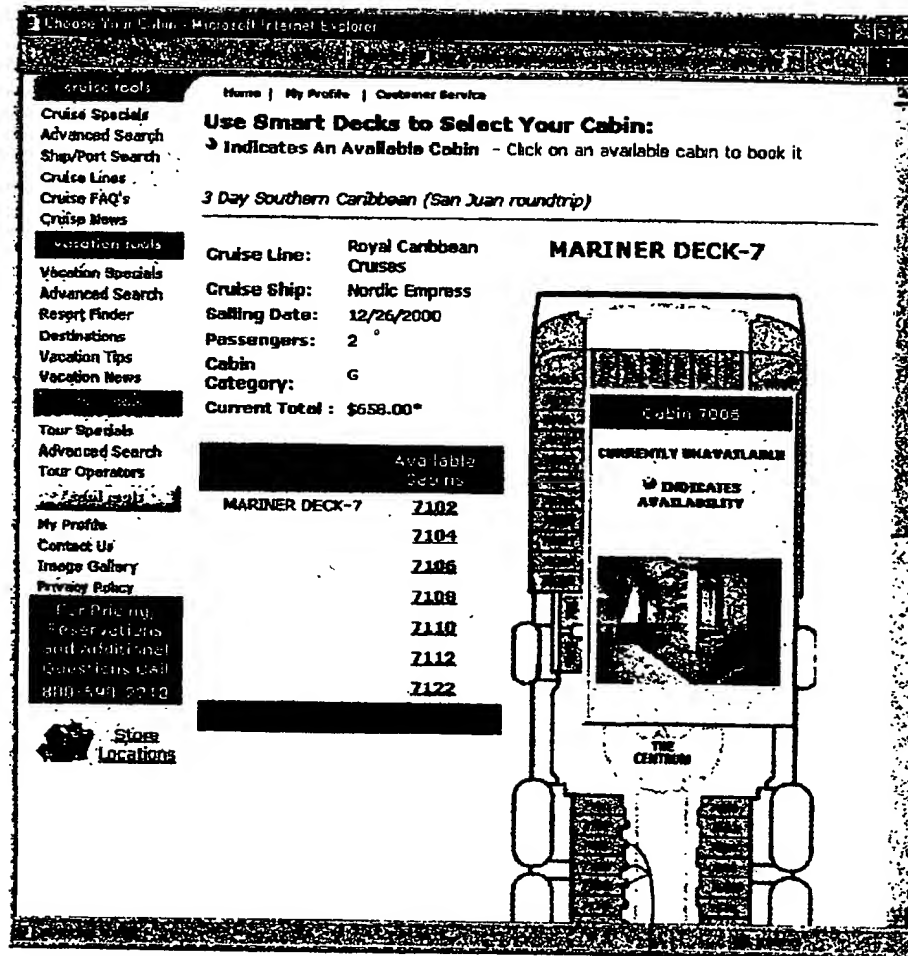 Choose Your Cabin - Microsoft Internet Explorer
cruise tools
Cruise Specials
Advanced Search
Ship/Port Search
Cruise Lines
Cruise FAQ's
Cruise News
vacation tools
Vacation Specials
Advanced Search
Resort Finder
Destinations
Vacation Tips
Vacation News
Tour Specials
Advanced Search
Tour Operators
My Profile
Contact Us
Image Gallery
Privacy Policy
For Pricing
Reservations
and Additional
Questions Call
Store
Locations
Home | My Profile | Customer Service
Use Smart Decks to Select Your Cabin:
Indicates An Available Cabin - Click on an available cabin to book it
3 Day Southern Caribbean (San Juan roundtrip)
Cruise Line: Royal Caribbean
Cruises
Cruise Ship: Nordic Empress
Sailing Date: 12/26/2000
Passengers: 2
Cabin
Category: G
Current Total : $658.00*
Available
Cabins
MARINER DECK-7 7102
7104
7106
7108
7110
7112
7122
MARINER DECK-7
Cabin 7006
CURRENTLY UNAVAILABLE
INDICATES
AVAILABILITY
THE
CENTRUM